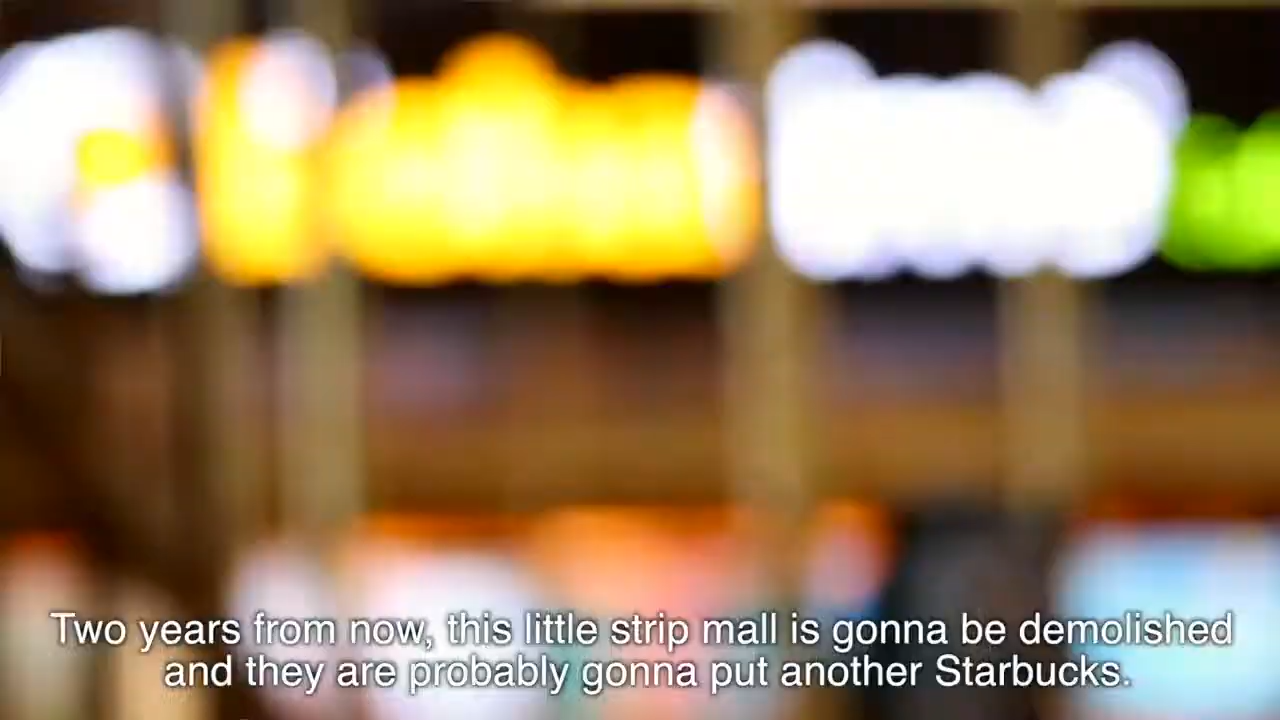 Two years from now, this little strip mall is gonna be demolished
and they are probably gonna put another Starbucks.